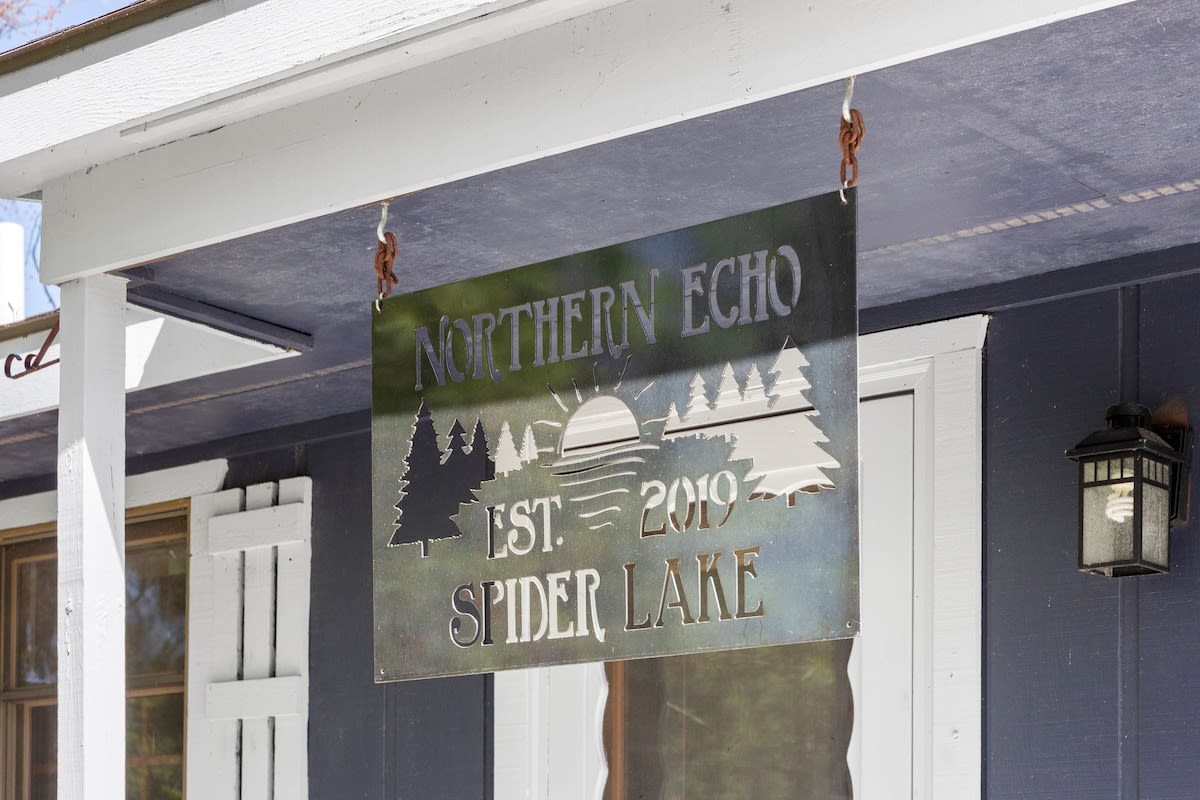 NORTHERN ECHO
EST. 2019
SPIDER LAKE